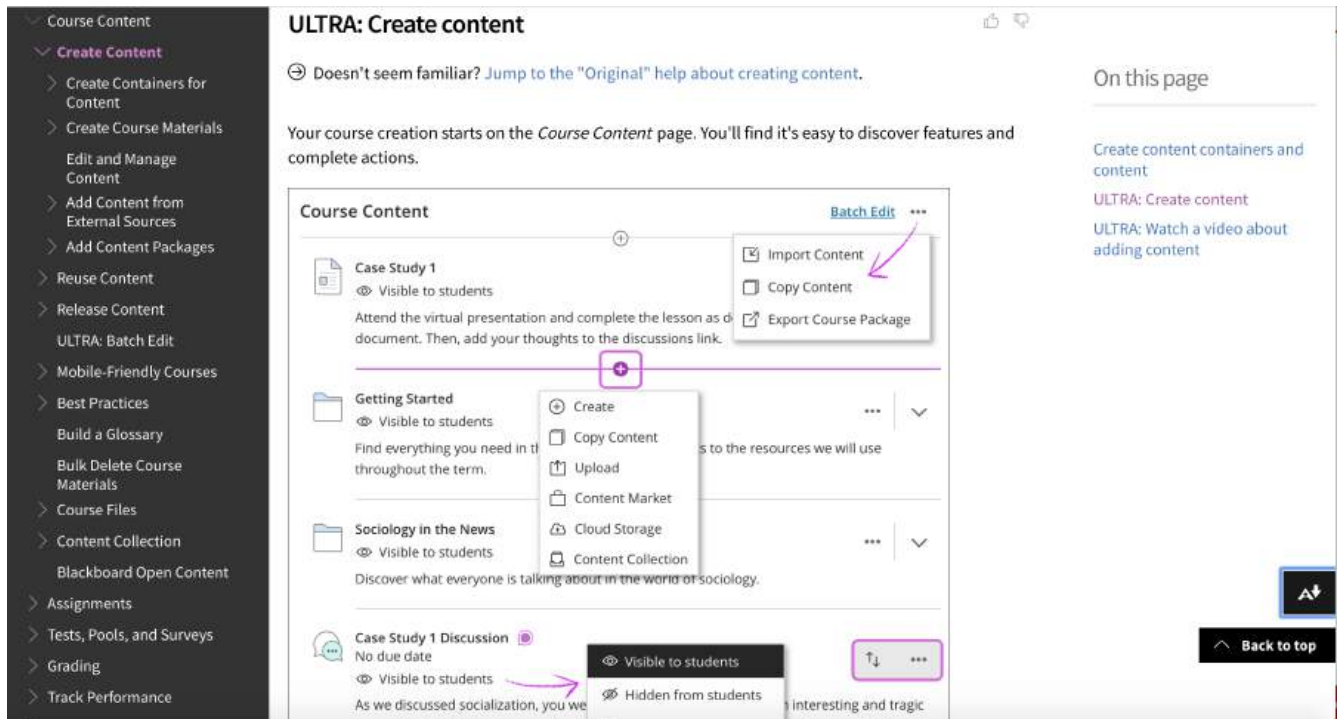 Course Content
Create Content
Create Containers for
Content
Create Course Materials
Edit and Manage
Content
Add Content from
External Sources
Add Content Packages
Reuse Content
Release Content
ULTRA: Batch Edit
Mobile-Friendly Courses
Best Practices
Build a Glossary
Bulk Delete Course
Materials
Course Files
Content Collection
Blackboard Open Content
Assignments
Tests, Pools, and Surveys
Grading
Track Performance
ULTRA: Create content
Doesn't seem familiar? Jump to the "Original" help about creating content.
Your course creation starts on the Course Content page. You'll find it's easy to discover features and
complete actions.
Course Content
Batch Edit
Import Content
Copy Content
Export Course Package
Case Study 1
Visible to students
Attend the virtual presentation and complete the lesson as
document. Then, add your thoughts to the discussions link.
Getting Started
Visible to students
Find everything you need in
s to the resources we will use
throughout the term.
Create
Copy Content
Upload
Content Market
Cloud Storage
Content Collection
Sociology in the News
Visible to students
Discover what everyone is talking about in the world of sociology.
Case Study 1 Discussion
No due date
Visible to students
As we discussed socialization, you we
interesting and tragic
Visible to students
Hidden from students
On this page
Create content containers and
content
ULTRA: Create content
ULTRA: Watch a video about
adding content
A
Back to top